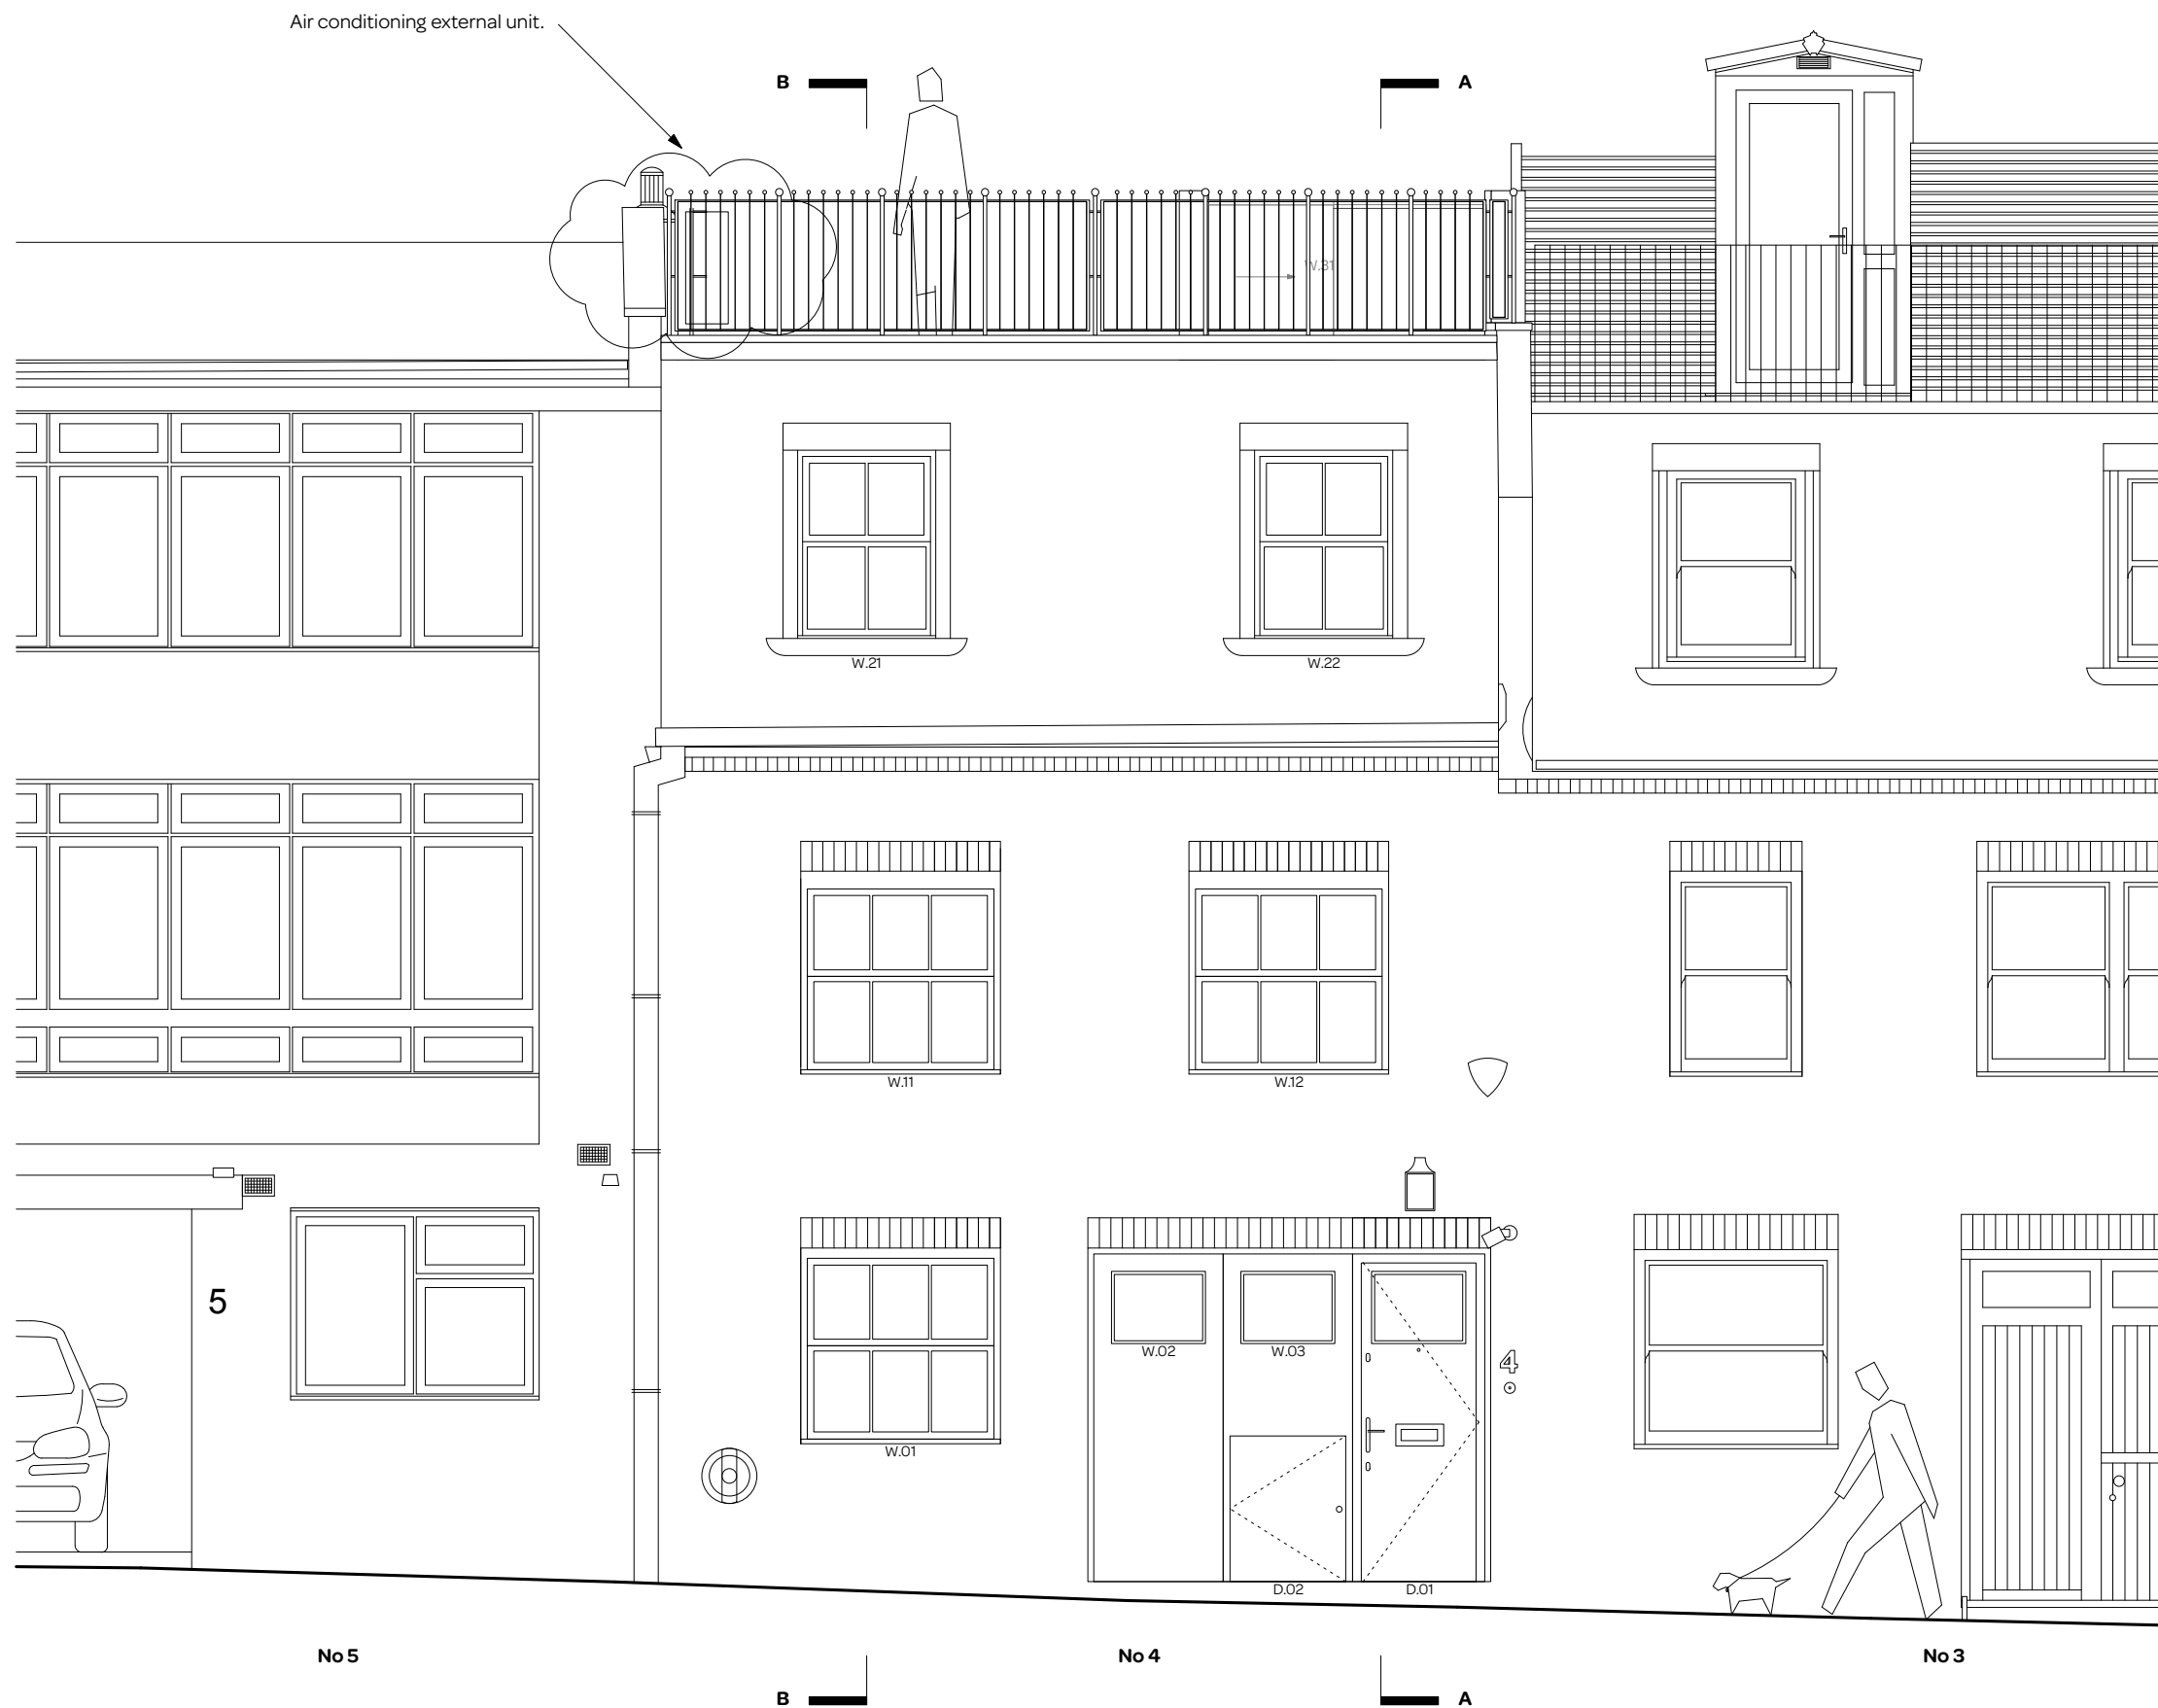 Air conditioning external unit.
B
A
W.31
W.21
W.22
W.11
W.12
5
W.02
W.03
4
W.01
D.02
D.01
No 5
No 4
No 3
B
A